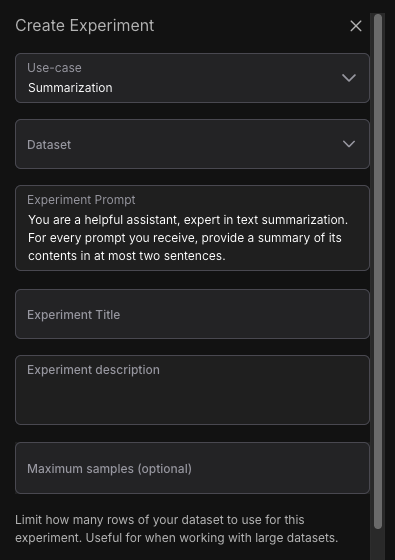 Create Experiment
Use-case
Summarization
Dataset
Experiment Prompt
You are a helpful assistant, expert in text summarization.
For every prompt you receive, provide a summary of its
contents in at most two sentences.
Experiment Title
Experiment description
Maximum samples (optional)
Limit how many rows of your dataset to use for this
experiment. Useful for when working with large datasets.